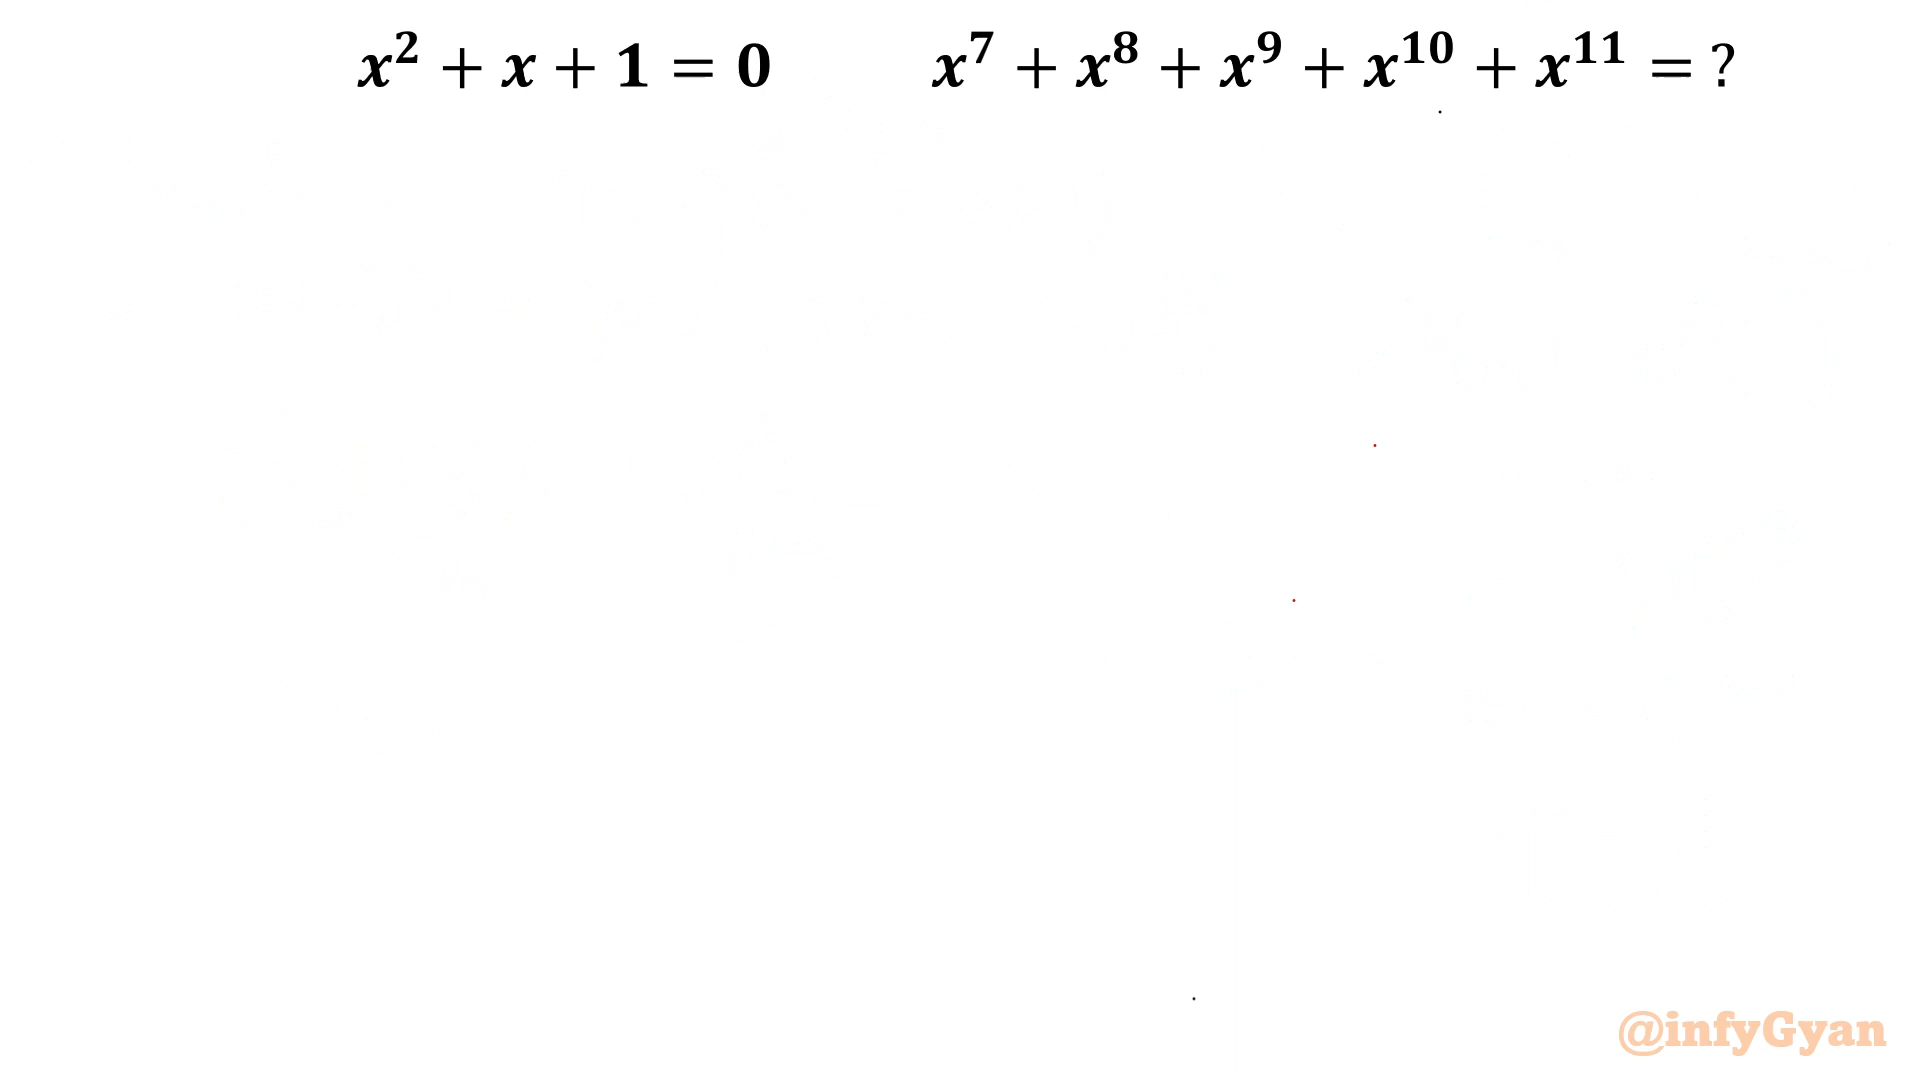 x² + x + 1 = 0 x⁷ + x⁸ + x⁹ + x¹⁰ + x¹¹ = ?
@infyGyan